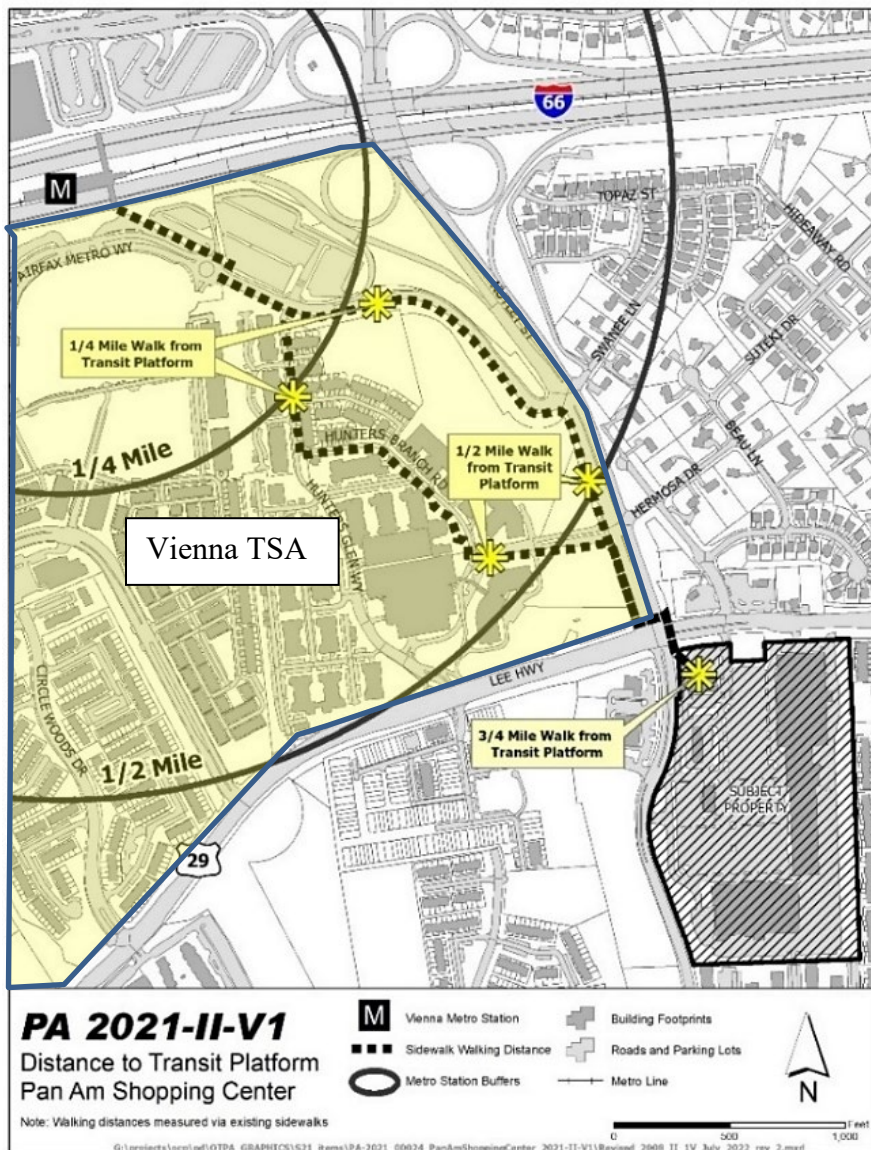 66
M
TOPAZ ST
HIDEAWAY RD
FAIRFAX METRO WY
NUTLEY ST
SWANEE LN
SUTEKI DR
1/4 Mile Walk from
Transit Platform
BEAU LN
HUNTERS BRANCH RD
1/2 Mile Walk
from Transit
Platform
1/4 Mile
HERMOSA DR
HUNTERS GLEN WY
Vienna TSA
CIRCLE WOODS DR
LEE HWY
3/4 Mile Walk from
Transit Platform
1/2 Mile
SUBJECT
PROPERTY
29
PA 2021-II-V1
Distance to Transit Platform
Pan Am Shopping Center
Note: Walking distances measured via existing sidewalks
M Vienna Metro Station
Sidewalk Walking Distance
Metro Station Buffers
Building Footprints
Roads and Parking Lots
Metro Line
N
Feet
0 500 1,000